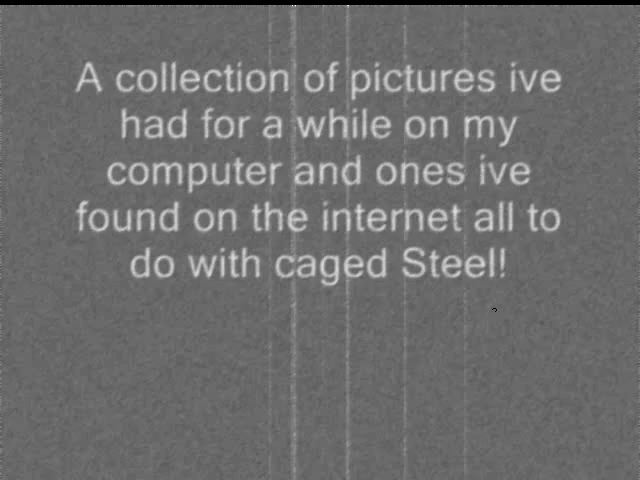 A collection of pictures ive
had for a while on my
computer and ones ive
found on the internet all to
do with caged Steel!